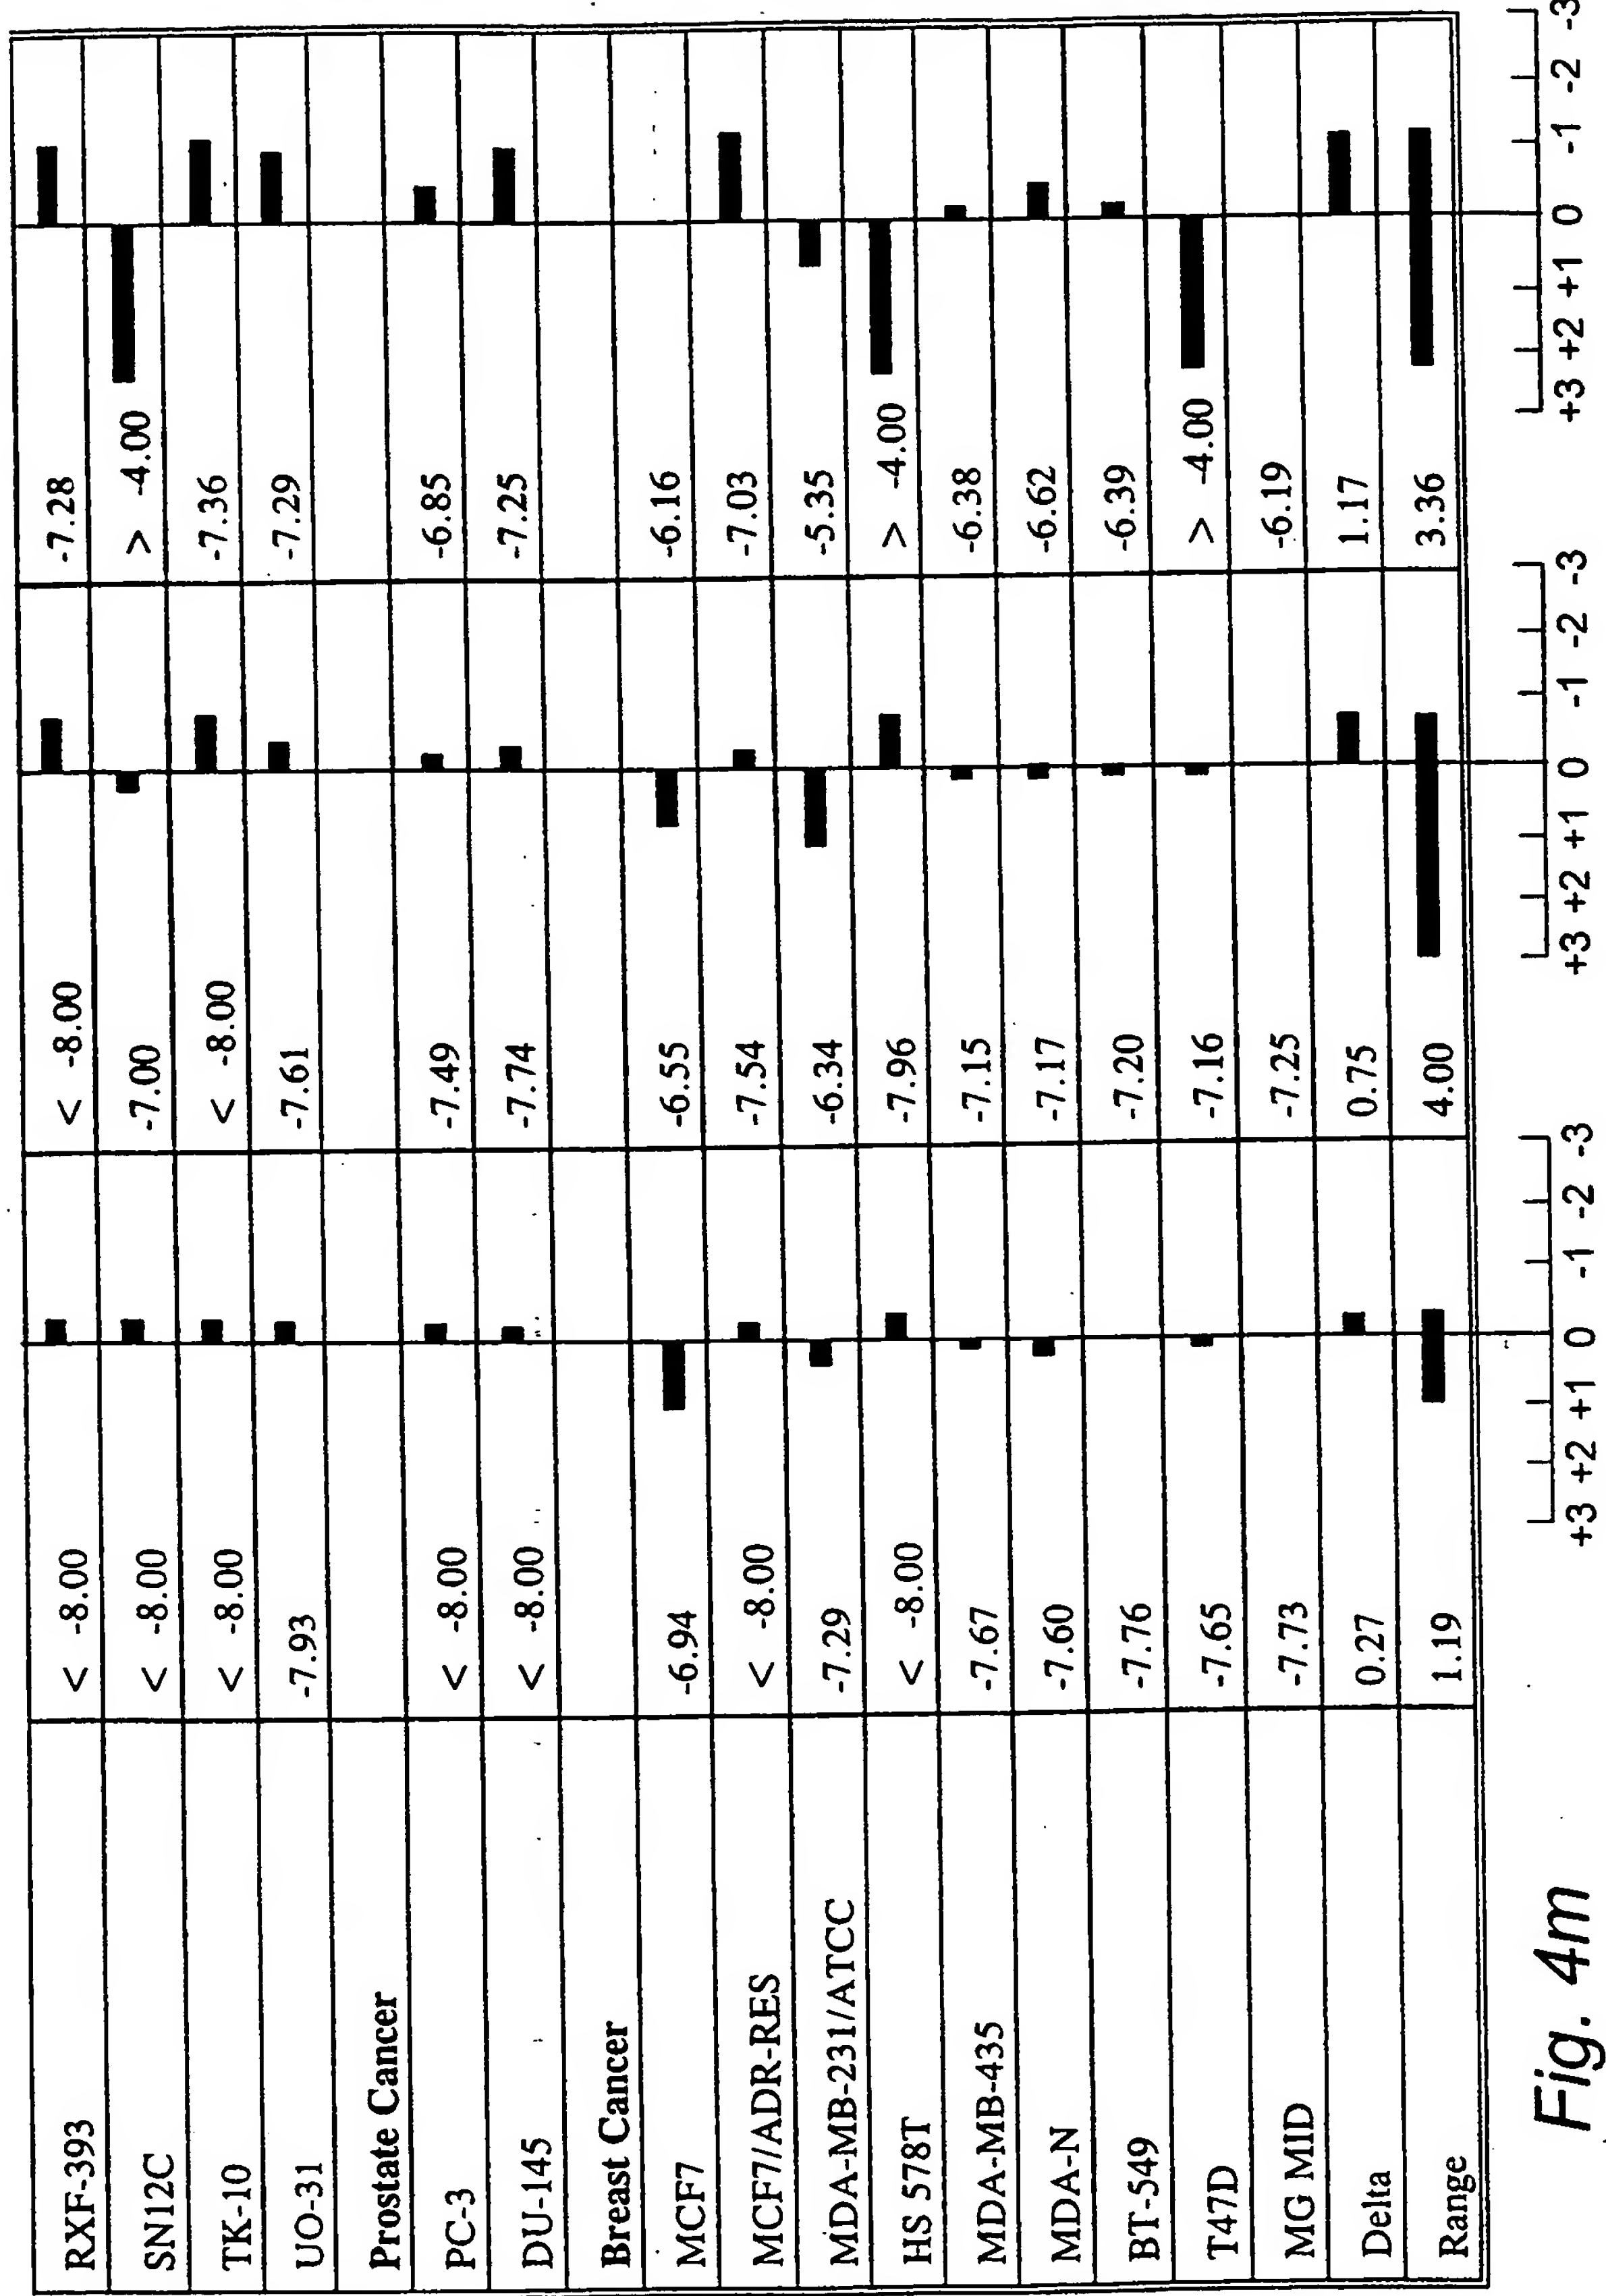 RXF-393 < -8.00 < -8.00 -7.28
SN12C < -8.00 -7.00 > -4.00
TK-10 < -8.00 < -8.00 -7.36
UO-31 -7.93 -7.61 -7.29
Prostate Cancer
PC-3 < -8.00 -7.49 -6.85
DU-145 < -8.00 -7.74 -7.25
Breast Cancer
MCF7 -6.94 -6.55 -6.16
MCF7/ADR-RES < -8.00 -7.54 -7.03
MDA-MB-231/ATCC -7.29 -6.34 -5.35
HS 578T < -8.00 -7.96 > -4.00
MDA-MB-435 -7.67 -7.15 -6.38
MDA-N -7.60 -7.17 -6.62
BT-549 -7.76 -7.20 -6.39
T47D -7.65 -7.16 > -4.00
MG MID -7.73 -7.25 -6.19
Delta 0.27 0.75 1.17
Range 1.19 4.00 3.36
+3 +2 +1 0 -1 -2 -3 +3 +2 +1 0 -1 -2 -3 +3 +2 +1 0 -1 -2 -3
Fig. 4m